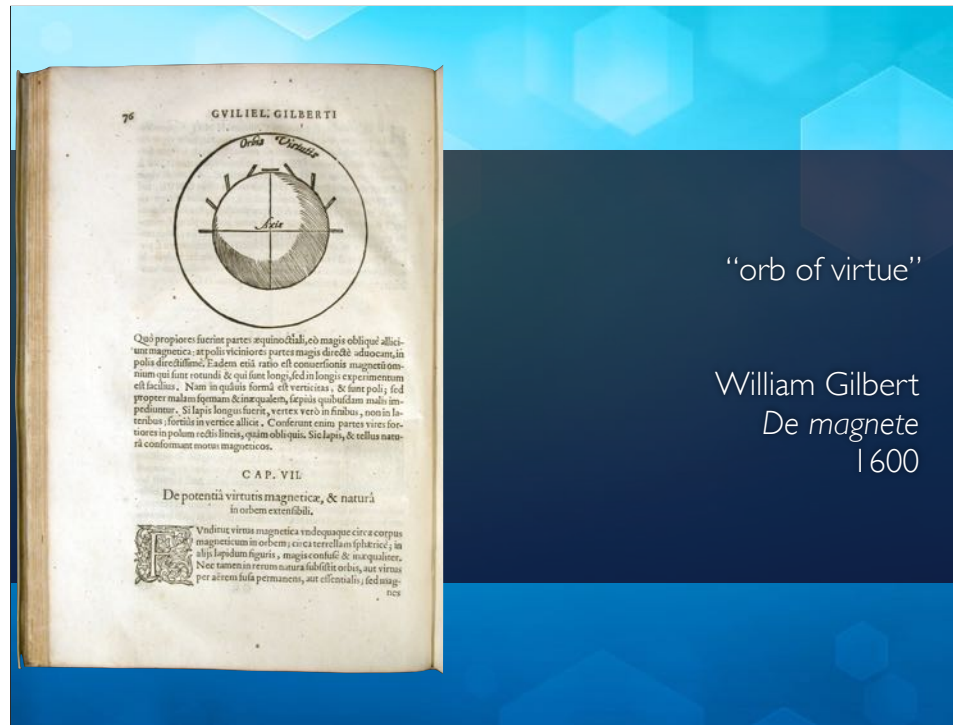 76 GVILIEL. GILBERTI
Orbis Virtutis
Axis
Quò propiores fuerint partes æquinoctiali, eò magis obliquè allici-
unt magnetica: at polis viciniores partes magis directè aduocant, in
polis directissimè. Eadem etiã ratio est conuersionis magnetũ om-
nium qui sunt rotundi & qui sunt longi, sed in longis experimentum
est facilius. Nam in quâuis formâ est verticitas, & sunt poli; sed
propter malam formam & inæqualem, sæpiùs quibusdam malis im-
pediuntur. Si lapis longus fuerit, vertex verò in finibus, non in la-
teribus; fortiùs in vertice allicit. Conferunt enim partes vires for-
tiores in polum rectis lineis, quàm obliquis. Sic lapis, & tellus natu-
râ conformant motus magneticos.
CAP. VII.
De potentiâ virtutis magneticæ, & naturâ
in orbem extensibili.
FVnditur virtus magnetica vndequaque circa corpus
magneticum in orbem; circa terrellam sphæricè; in
alijs lapidum figuris, magis confusè & inæqualiter.
Nec tamen in rerum natura subsistit orbis, aut virtus
per aërem fusa permanens, aut essentialis; sed mag-
nes
“orb of virtue”
William Gilbert
De magnete
1600